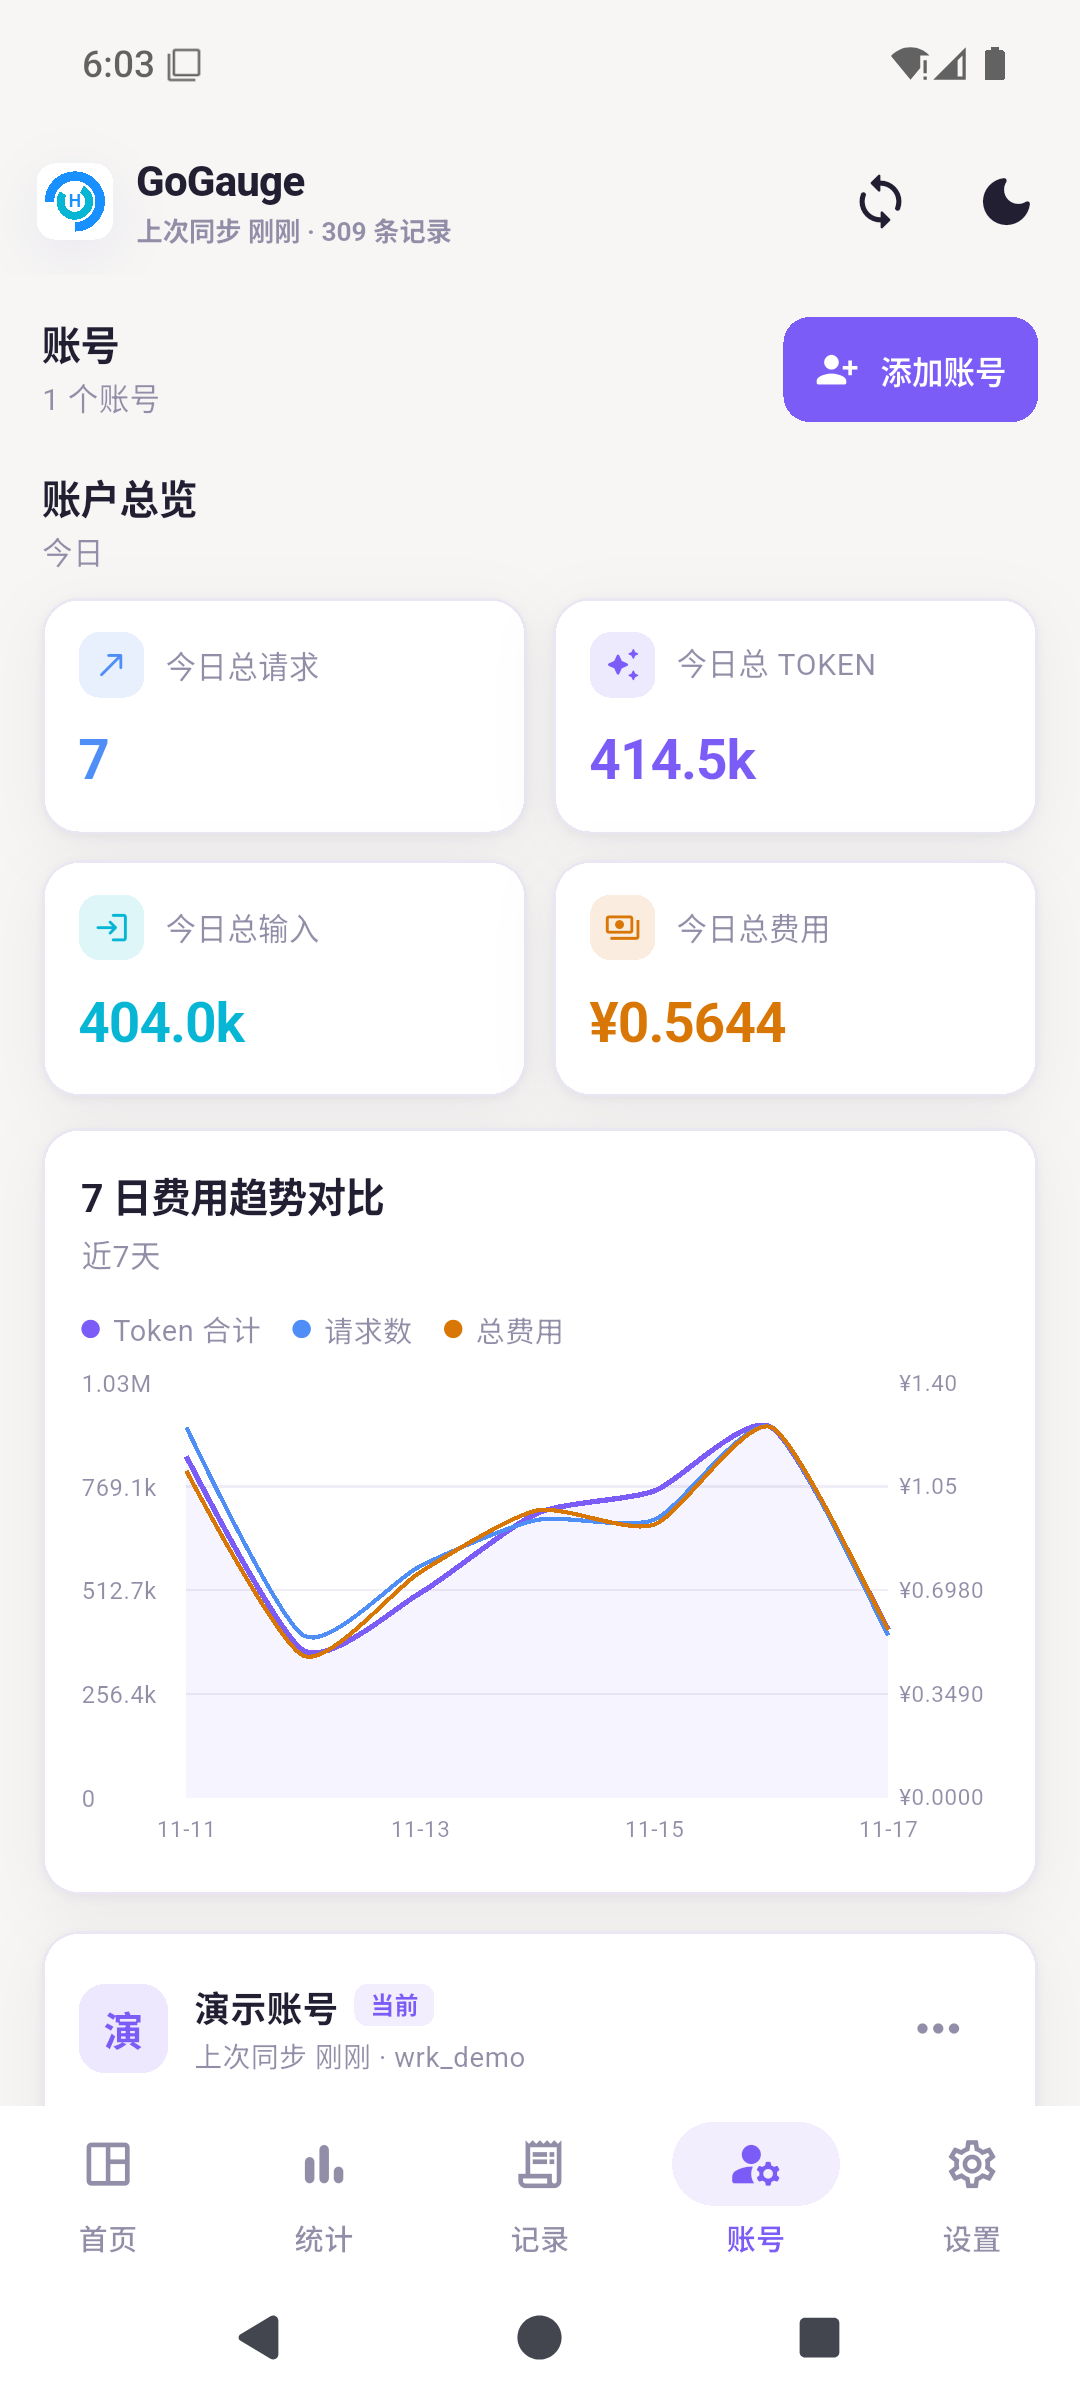 6:03
GoGauge
上次同步 刚刚 · 309 条记录
账号
1 个账号
添加账号
账户总览
今日
今日总请求
7
今日总 TOKEN
414.5k
今日总输入
404.0k
今日总费用
¥0.5644
7 日费用趋势对比
近7天
Token 合计
请求数
总费用
1.03M
¥1.40
769.1k
¥1.05
512.7k
¥0.6980
256.4k
¥0.3490
0
¥0.0000
11-11
11-13
11-15
11-17
演
演示账号
当前
上次同步 刚刚 · wrk_demo
首页
统计
记录
账号
设置